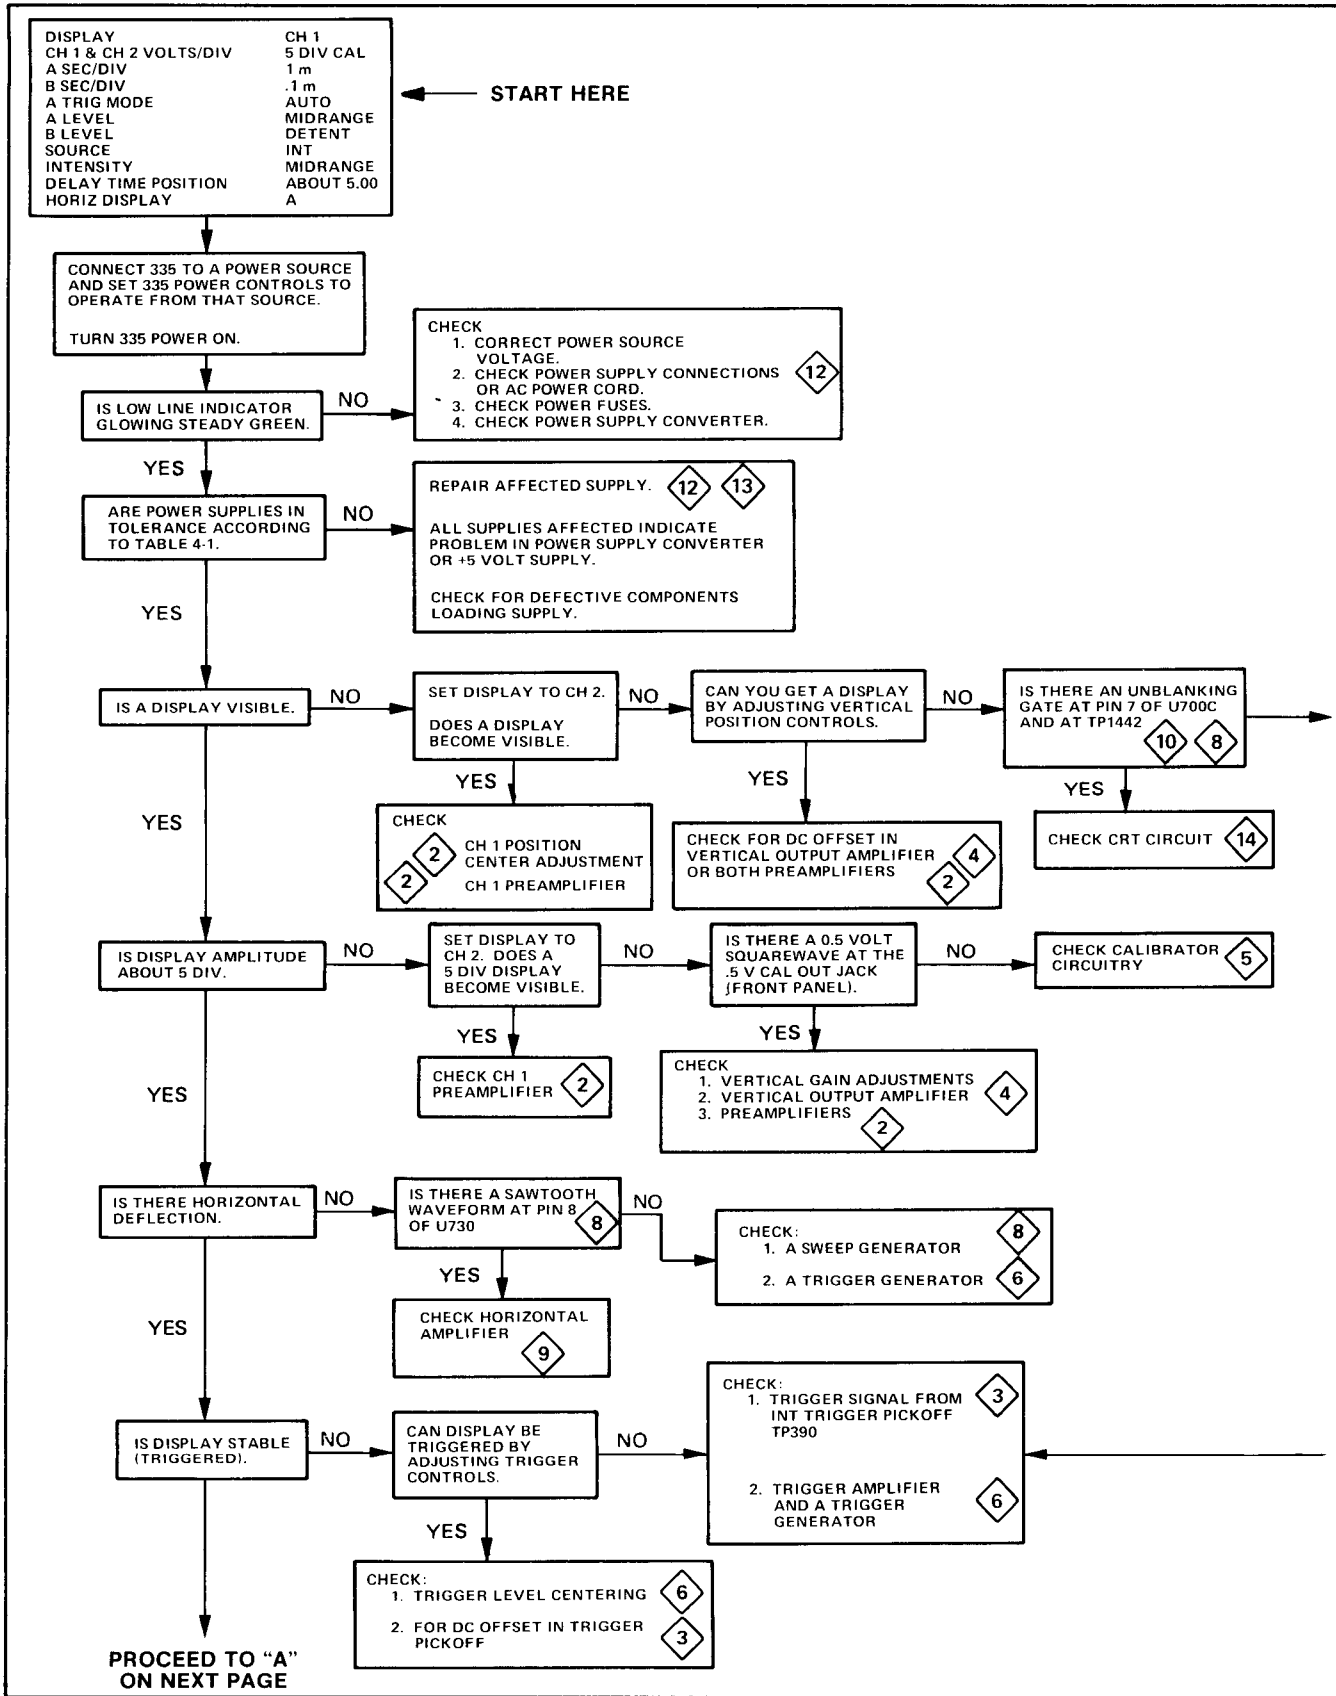 DISPLAY CH 1
CH 1 & CH 2 VOLTS/DIV 5 DIV CAL
A SEC/DIV 1 m
B SEC/DIV .1 m
A TRIG MODE AUTO
A LEVEL MIDRANGE
B LEVEL DETENT
SOURCE INT
INTENSITY MIDRANGE
DELAY TIME POSITION ABOUT 5.00
HORIZ DISPLAY A
START HERE
CONNECT 335 TO A POWER SOURCE
AND SET 335 POWER CONTROLS TO
OPERATE FROM THAT SOURCE.
TURN 335 POWER ON.
IS LOW LINE INDICATOR
GLOWING STEADY GREEN.
NO
CHECK
1. CORRECT POWER SOURCE
VOLTAGE.
2. CHECK POWER SUPPLY CONNECTIONS
OR AC POWER CORD.
3. CHECK POWER FUSES.
4. CHECK POWER SUPPLY CONVERTER.
12
YES
ARE POWER SUPPLIES IN
TOLERANCE ACCORDING
TO TABLE 4-1.
NO
REPAIR AFFECTED SUPPLY. 12 13
ALL SUPPLIES AFFECTED INDICATE
PROBLEM IN POWER SUPPLY CONVERTER
OR +5 VOLT SUPPLY.
CHECK FOR DEFECTIVE COMPONENTS
LOADING SUPPLY.
YES
IS A DISPLAY VISIBLE.
NO
SET DISPLAY TO CH 2.
DOES A DISPLAY
BECOME VISIBLE.
NO
CAN YOU GET A DISPLAY
BY ADJUSTING VERTICAL
POSITION CONTROLS.
NO
IS THERE AN UNBLANKING
GATE AT PIN 7 OF U700C
AND AT TP1442
10 8
YES
CHECK
2 CH 1 POSITION
CENTER ADJUSTMENT
2 CH 1 PREAMPLIFIER
YES
CHECK FOR DC OFFSET IN
VERTICAL OUTPUT AMPLIFIER 4
OR BOTH PREAMPLIFIERS 2
YES
CHECK CRT CIRCUIT 14
YES
IS DISPLAY AMPLITUDE
ABOUT 5 DIV.
NO
SET DISPLAY TO
CH 2. DOES A
5 DIV DISPLAY
BECOME VISIBLE.
NO
IS THERE A 0.5 VOLT
SQUAREWAVE AT THE
.5 V CAL OUT JACK
(FRONT PANEL).
NO
CHECK CALIBRATOR
CIRCUITRY
5
YES
CHECK CH 1
PREAMPLIFIER
2
YES
CHECK
1. VERTICAL GAIN ADJUSTMENTS
2. VERTICAL OUTPUT AMPLIFIER
3. PREAMPLIFIERS
4
2
YES
IS THERE HORIZONTAL
DEFLECTION.
NO
IS THERE A SAWTOOTH
WAVEFORM AT PIN 8
OF U730
8
NO
CHECK:
1. A SWEEP GENERATOR 8
2. A TRIGGER GENERATOR 6
YES
CHECK HORIZONTAL
AMPLIFIER
9
YES
IS DISPLAY STABLE
(TRIGGERED).
NO
CAN DISPLAY BE
TRIGGERED BY
ADJUSTING TRIGGER
CONTROLS.
NO
CHECK:
1. TRIGGER SIGNAL FROM 3
INT TRIGGER PICKOFF
TP390
2. TRIGGER AMPLIFIER
AND A TRIGGER 6
GENERATOR
YES
CHECK:
1. TRIGGER LEVEL CENTERING 6
2. FOR DC OFFSET IN TRIGGER
PICKOFF 3
PROCEED TO “A”
ON NEXT PAGE